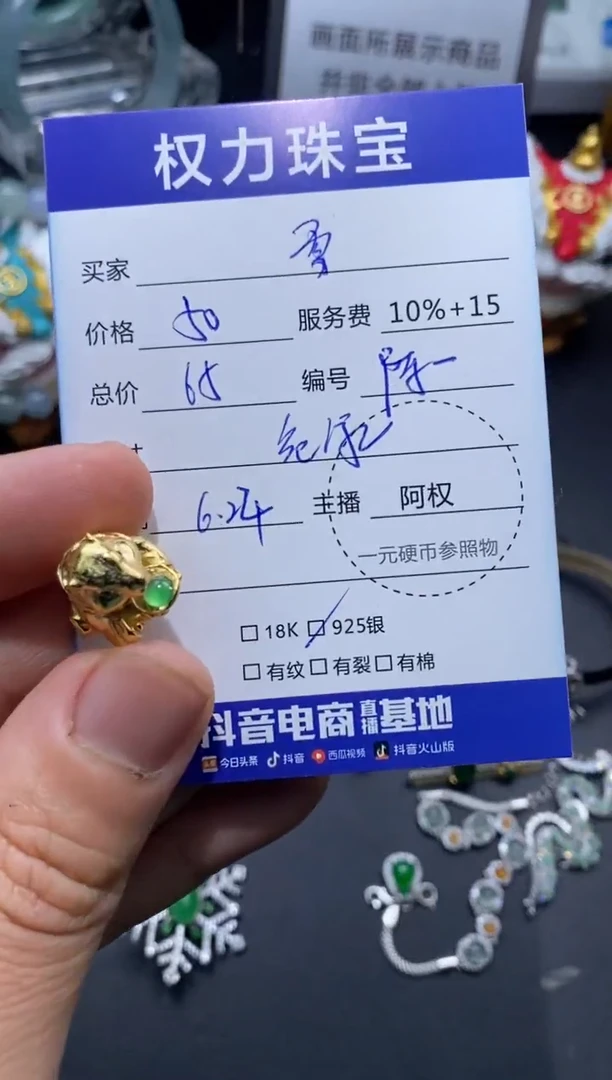 画面所展示商品
权力珠宝
买家
价格 50 服务费 10%+15
总价 65 编号 陈一
6.24 主播 阿权
一元硬币参照物
18K 925银
有纹 有裂 有棉
抖音电商直播基地
今日头条 抖音 西瓜视频 抖音火山版